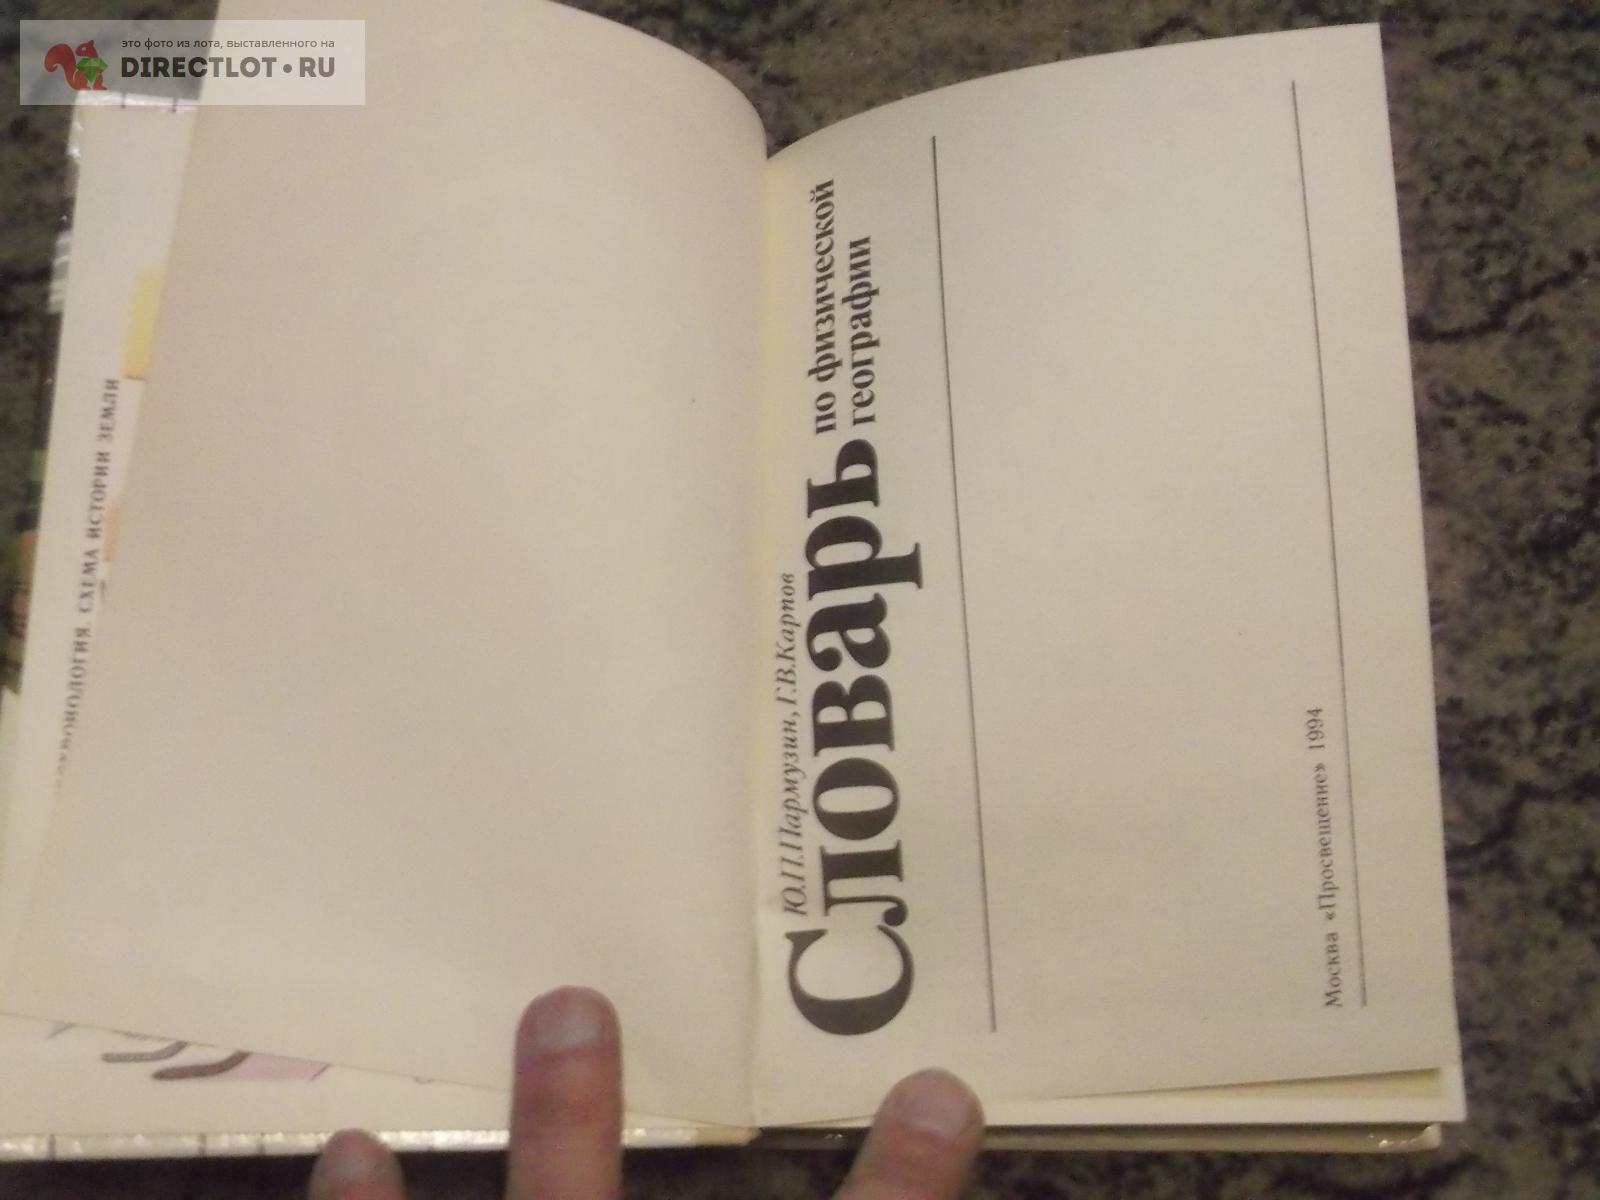 это фото из лота, выставленного на
DIRECTLOT•RU
СХЕМА ИСТОРИИ ЗЕМЛИ
Ю.П.Пармузин, Г.В.Карпов
Словарь
по физической
географии
Москва «Просвещение» 1994